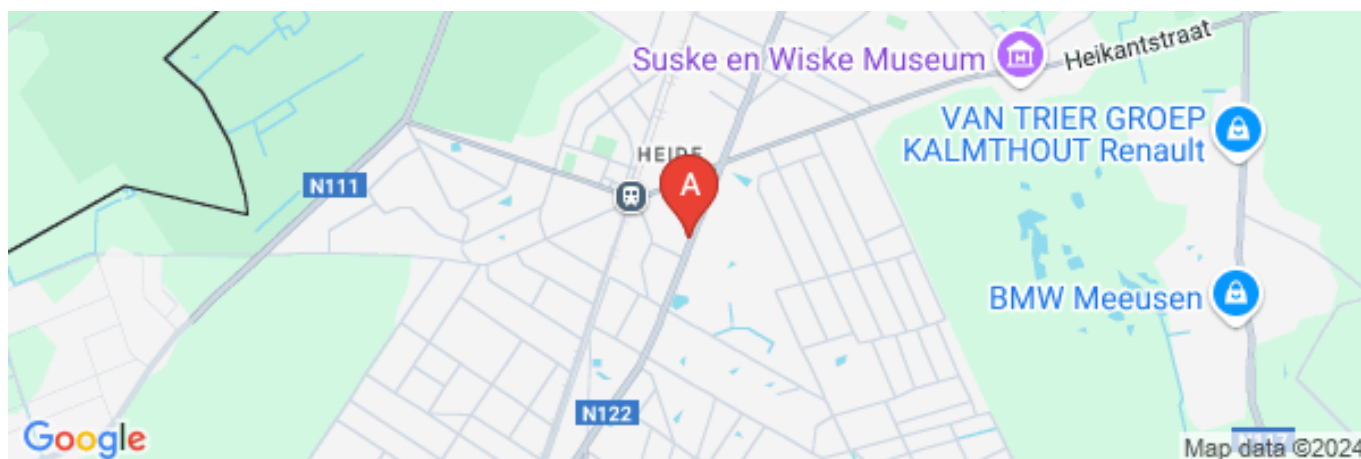 Suske en Wiske Museum
Heikantstraat
VAN TRIER GROEP
KALMTHOUT Renault
HEIDE
A
N111
BMW Meeusen
N122
Google
Map data ©2024